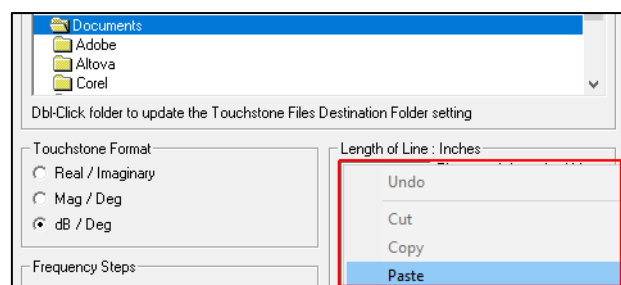 Documents
Adobe
Altova
Corel
Dbl-Click folder to update the Touchstone Files Destination Folder setting
Touchstone Format
Real / Imaginary
Mag / Deg
dB / Deg
Length of Line : Inches
Undo
Cut
Copy
Paste
Frequency Steps